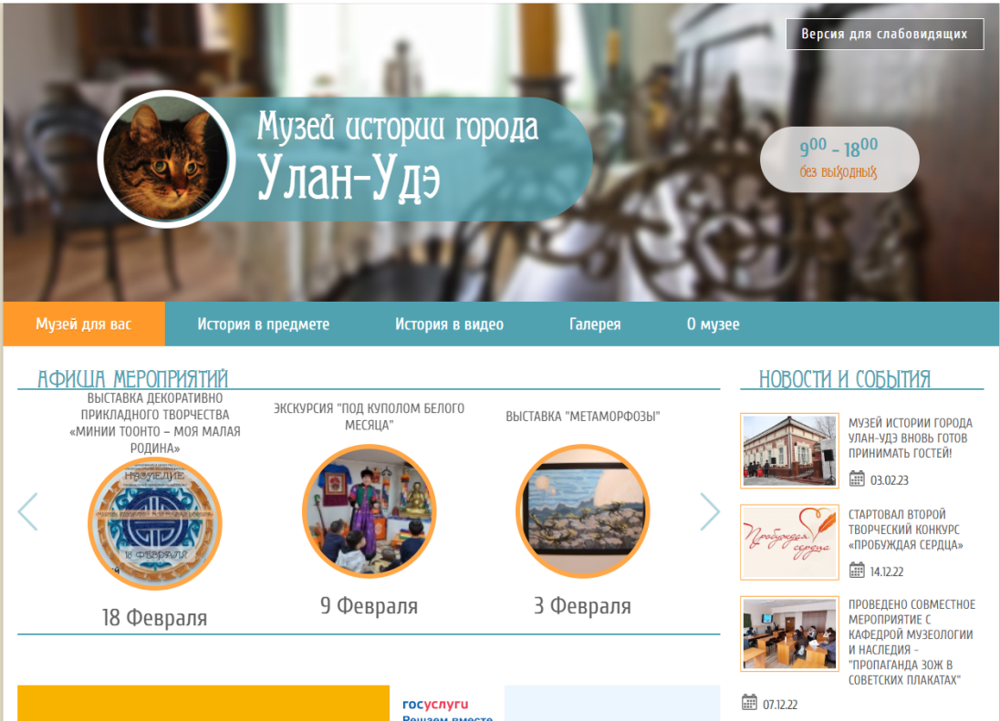 Версия для слабовидящих
Музей истории города
Улан-Удэ
9⁰⁰ - 18⁰⁰
без выходных
Музей для вас
История в предмете
История в видео
Галерея
О музее
АФИША МЕРОПРИЯТИЙ
ВЫСТАВКА ДЕКОРАТИВНО
ПРИКЛАДНОГО ТВОРЧЕСТВА
«МИНИИ ТООНТО – МОЯ МАЛАЯ
РОДИНА»
НАСЛЕДИЕ
18 ФЕВРАЛЯ
18 Февраля
ЭКСКУРСИЯ "ПОД КУПОЛОМ БЕЛОГО
МЕСЯЦА"
9 Февраля
ВЫСТАВКА "МЕТАМОРФОЗЫ"
3 Февраля
НОВОСТИ И СОБЫТИЯ
МУЗЕЙ ИСТОРИИ ГОРОДА
УЛАН-УДЭ ВНОВЬ ГОТОВ
ПРИНИМАТЬ ГОСТЕЙ!
03.02.23
Пробуждая
сердца
СТАРТОВАЛ ВТОРОЙ
ТВОРЧЕСКИЙ КОНКУРС
«ПРОБУЖДАЯ СЕРДЦА»
14.12.22
ПРОВЕДЕНО СОВМЕСТНОЕ
МЕРОПРИЯТИЕ С
КАФЕДРОЙ МУЗЕОЛОГИИ
И НАСЛЕДИЯ -
"ПРОПАГАНДА ЗОЖ В
СОВЕТСКИХ ПЛАКАТАХ"
07.12.22
госуслуги
Решаем вместе